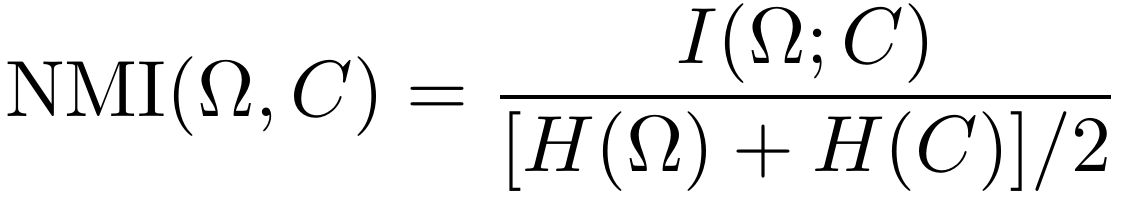 NMI(Ω, C) = I(Ω; C) / [H(Ω) + H(C)]/2